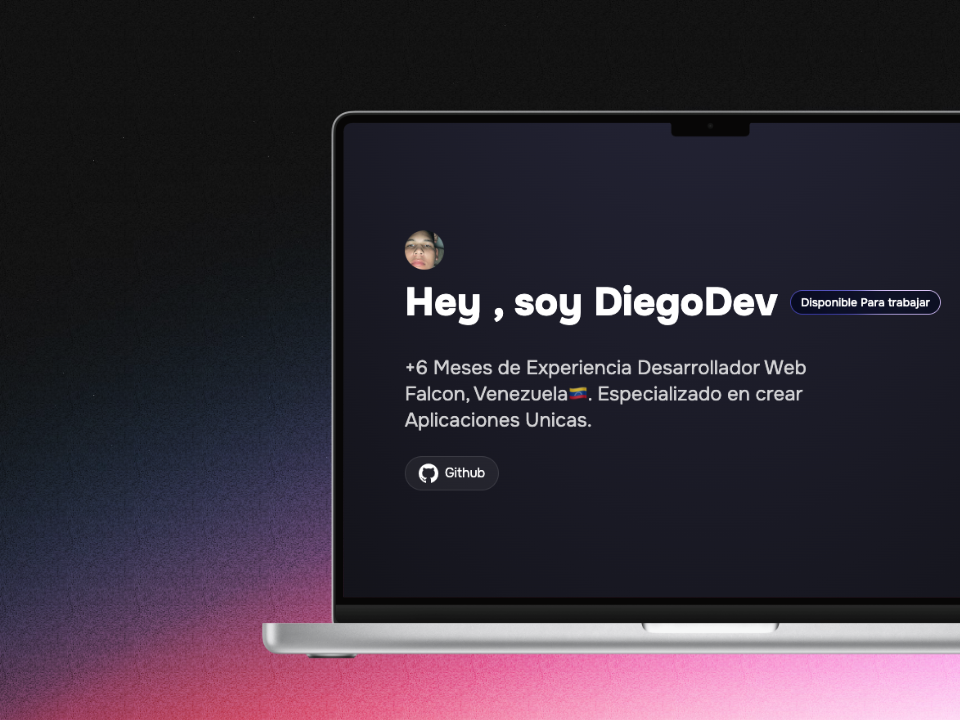 Hey , soy DiegoDev
Disponible Para trabajar
+6 Meses de Experiencia Desarrollador Web
Falcon, Venezuela🇻🇪. Especializado en crear
Aplicaciones Unicas.
Github